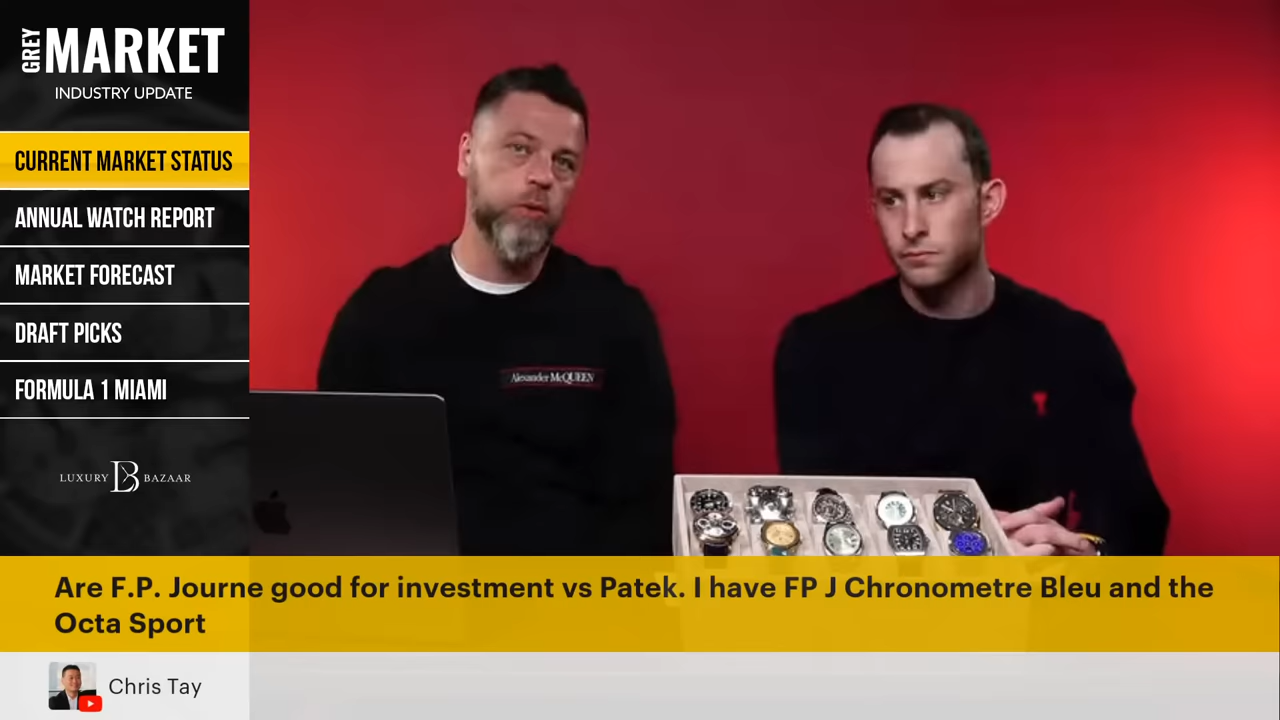 GREY
MARKET
INDUSTRY UPDATE
CURRENT MARKET STATUS
ANNUAL WATCH REPORT
MARKET FORECAST
DRAFT PICKS
FORMULA 1 MIAMI
LUXURY B BAZAAR
Alexander McQUEEN
Are F.P. Journe good for investment vs Patek. I have FP J Chronometre Bleu and the
Octa Sport
Chris Tay